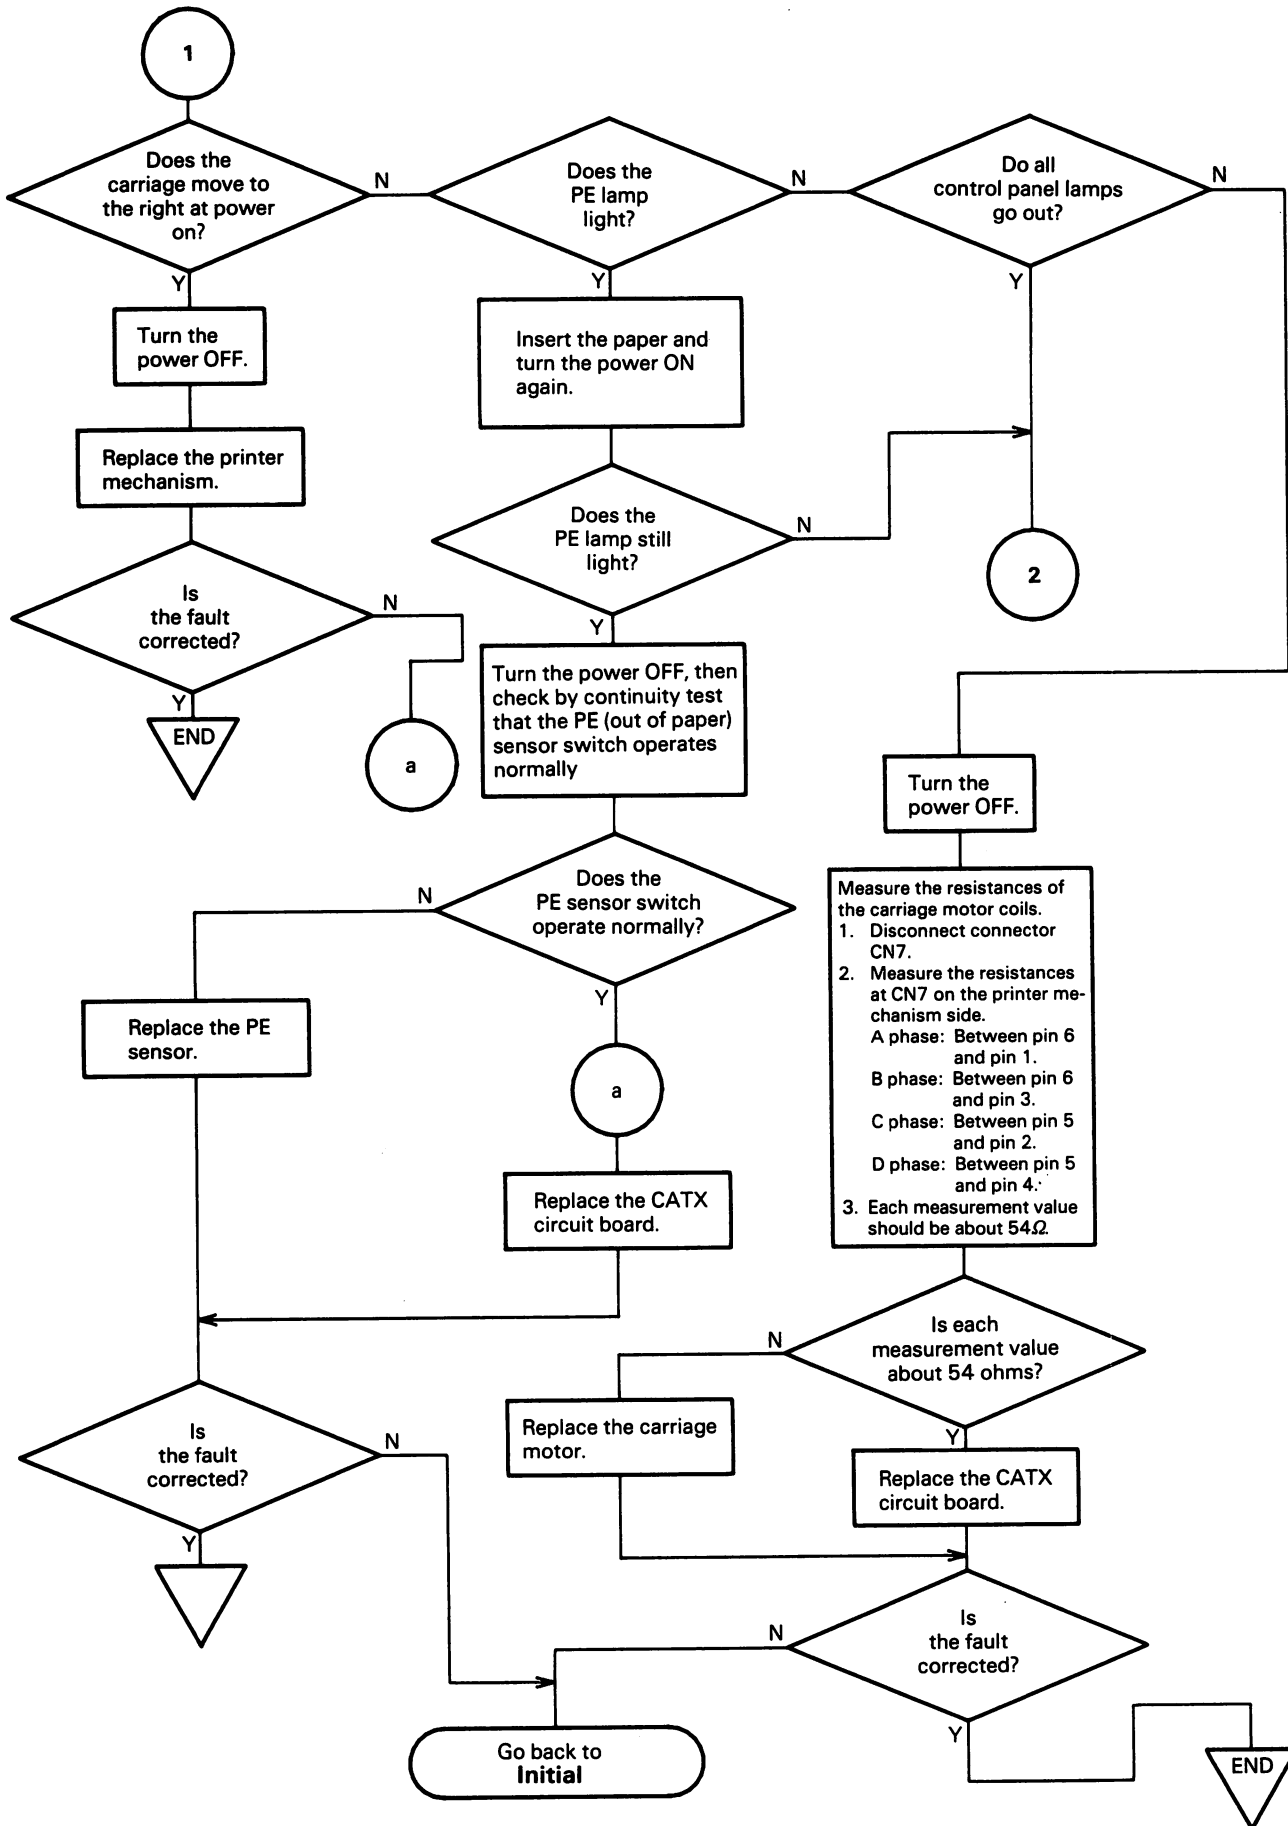 1
Does the
carriage move to
the right at power
on?
N
Y
Does the
PE lamp
light?
N
Y
Do all
control panel lamps
go out?
N
Y
Turn the
power OFF.
Replace the printer
mechanism.
Is
the fault
corrected?
N
Y
END
a
Insert the paper and
turn the power ON
again.
Does the
PE lamp still
light?
N
Y
2
Turn the power OFF, then
check by continuity test
that the PE (out of paper)
sensor switch operates
normally
Does the
PE sensor switch
operate normally?
N
Y
Replace the PE
sensor.
a
Replace the CATX
circuit board.
Is
the fault
corrected?
N
Y
Turn the
power OFF.
Measure the resistances of
the carriage motor coils.
1. Disconnect connector
CN7.
2. Measure the resistances
at CN7 on the printer me-
chanism side.
A phase: Between pin 6
and pin 1.
B phase: Between pin 6
and pin 3.
C phase: Between pin 5
and pin 2.
D phase: Between pin 5
and pin 4.
3. Each measurement value
should be about 54Ω.
Is each
measurement value
about 54 ohms?
N
Y
Replace the carriage
motor.
Replace the CATX
circuit board.
Is
the fault
corrected?
N
Y
Go back to
Initial
END